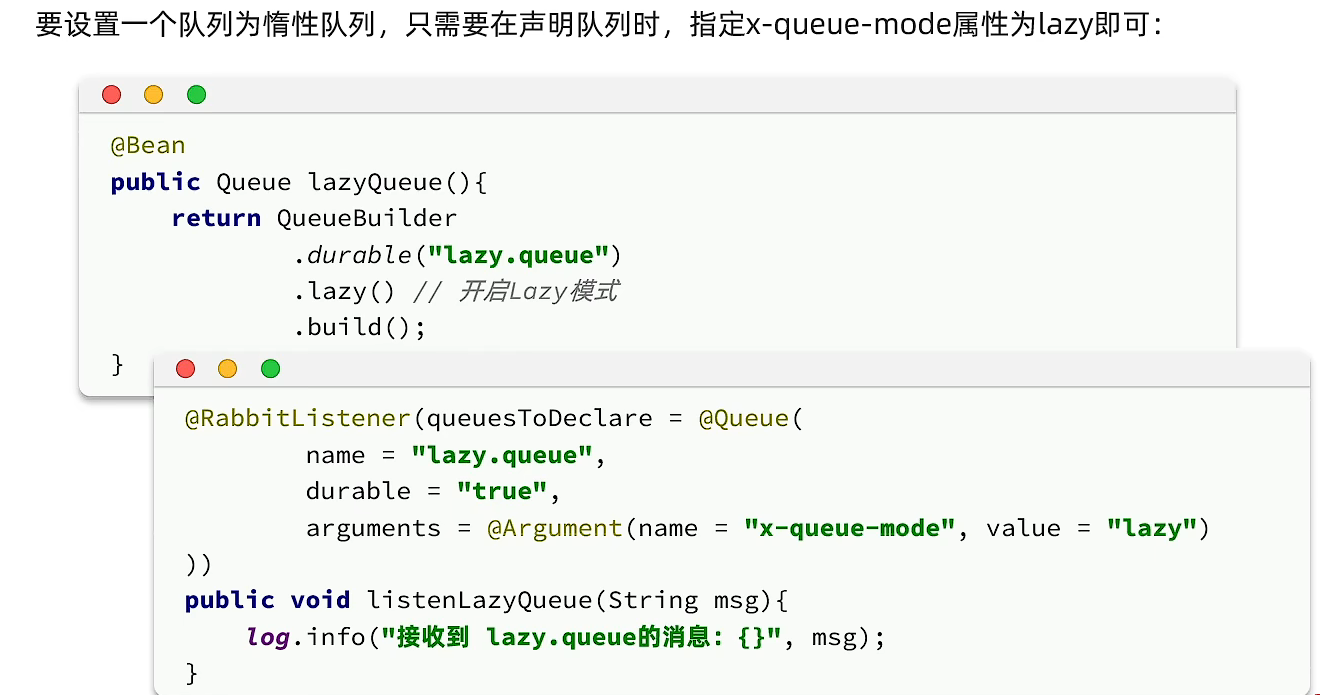 要设置一个队列为惰性队列，只需要在声明队列时，指定x-queue-mode属性为lazy即可：
@Bean
public Queue lazyQueue(){
    return QueueBuilder
            .durable("lazy.queue")
            .lazy() // 开启Lazy模式
            .build();
}
@RabbitListener(queuesToDeclare = @Queue(
        name = "lazy.queue",
        durable = "true",
        arguments = @Argument(name = "x-queue-mode", value = "lazy")
))
public void listenLazyQueue(String msg){
    log.info("接收到 lazy.queue的消息：{}", msg);
}